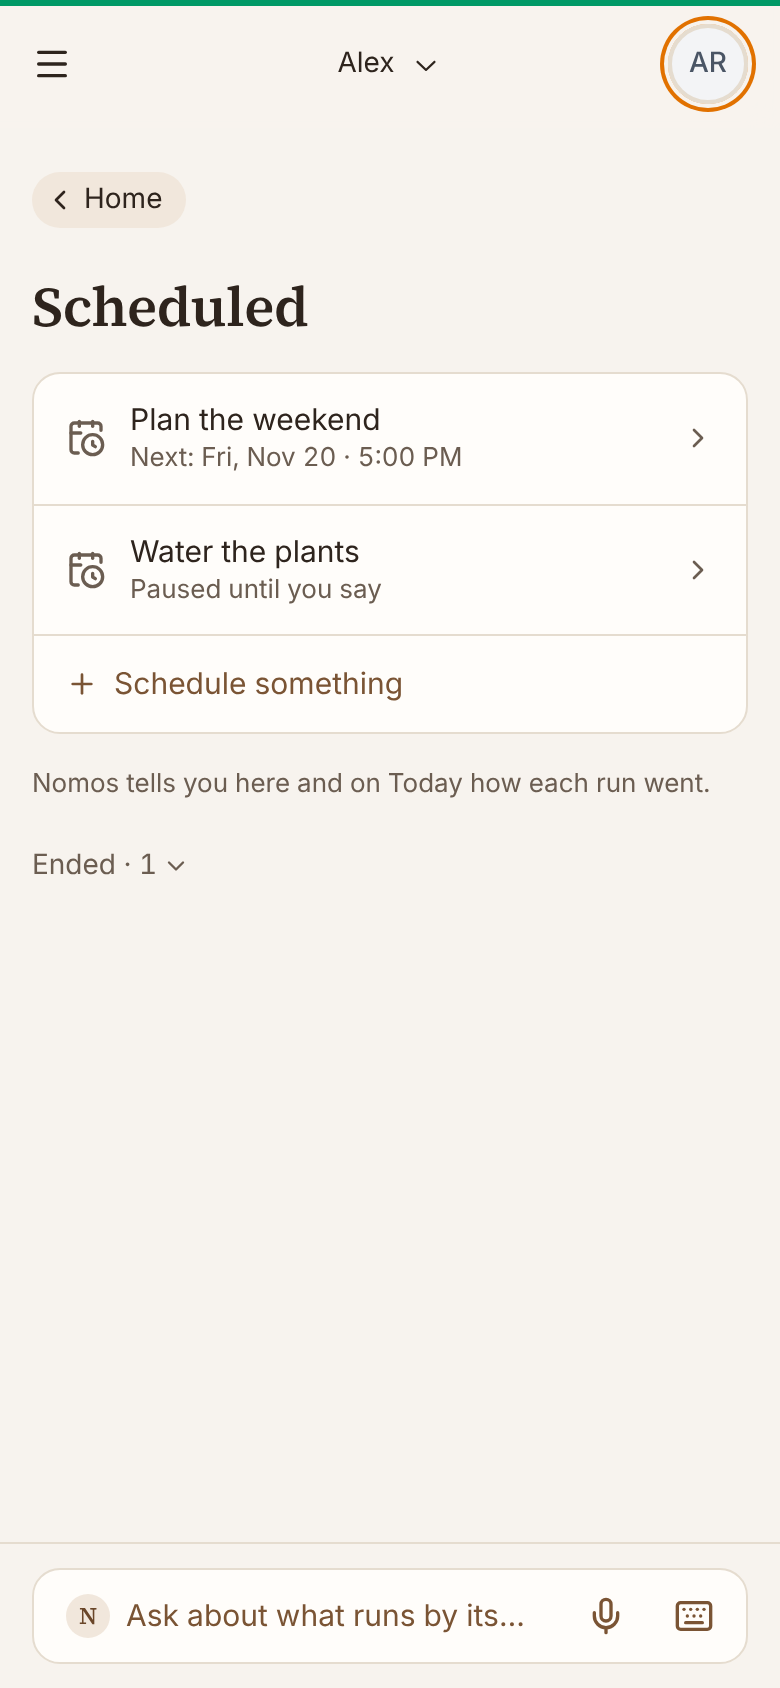 Alex
AR
Home
Scheduled
Plan the weekend
Next: Fri, Nov 20 · 5:00 PM
Water the plants
Paused until you say
Schedule something
Nomos tells you here and on Today how each run went.
Ended · 1
N
Ask about what runs by its...